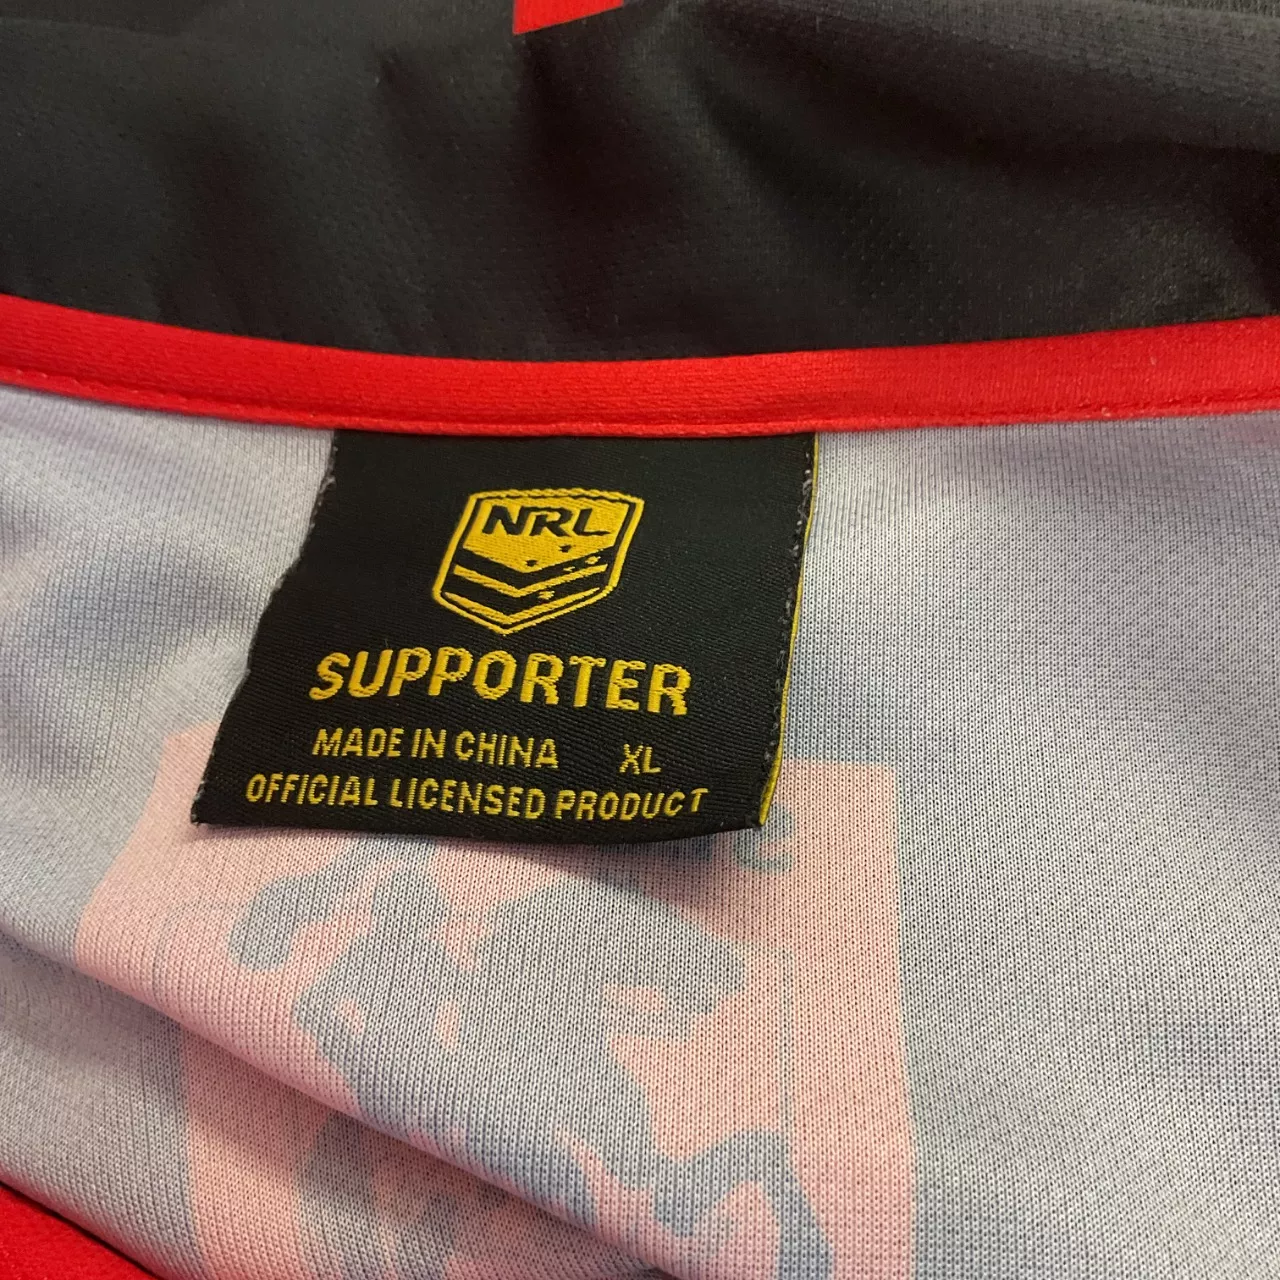 NRL
SUPPORTER
MADE IN CHINA XL
OFFICIAL LICENSED PRODUCT